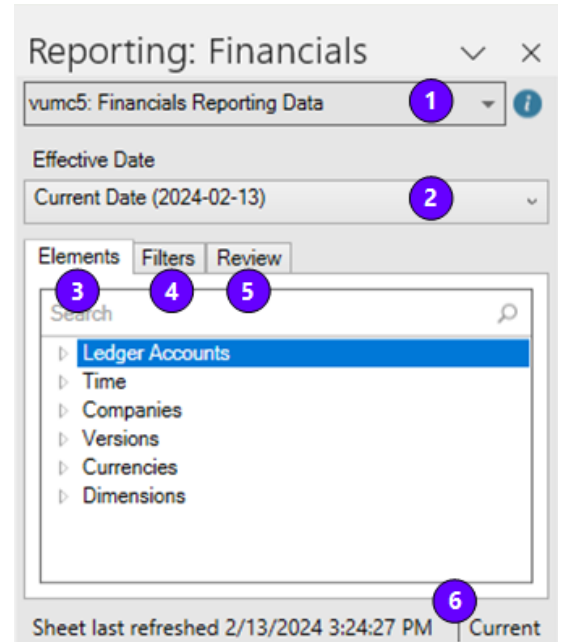 Reporting: Financials
vumc5: Financials Reporting Data 1 i
Effective Date
Current Date (2024-02-13) 2
Elements Filters Review
3 4 5
Search
Ledger Accounts
Time
Companies
Versions
Currencies
Dimensions
6
Sheet last refreshed 2/13/2024 3:24:27 PM Current